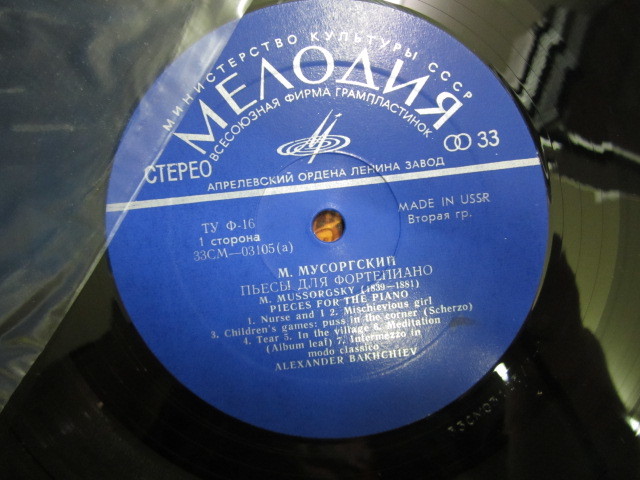 МИНИСТЕРСТВО КУЛЬТУРЫ СССР
МЕЛОДИЯ
ВСЕСОЮЗНАЯ ФИРМА ГРАМПЛАСТИНОК
СТЕРЕО
33
АПРЕЛЕВСКИЙ ОРДЕНА ЛЕНИНА ЗАВОД
ТУ Ф-16
MADE IN USSR
1 сторона
Вторая гр.
33СМ—03105(а)
М. МУСОРГСКИЙ
ПЬЕСЫ ДЛЯ ФОРТЕПИАНО
M. MUSSORGSKY (1839—1881)
PIECES FOR THE PIANO
1. Nurse and I 2. Mischievious girl
3. Children's games: puss in the corner (Scherzo)
4. Tear 5. In the village 6. Meditation
(Album leaf) 7. Intermezzo in
modo classico
ALEXANDER BAKHCHIEV